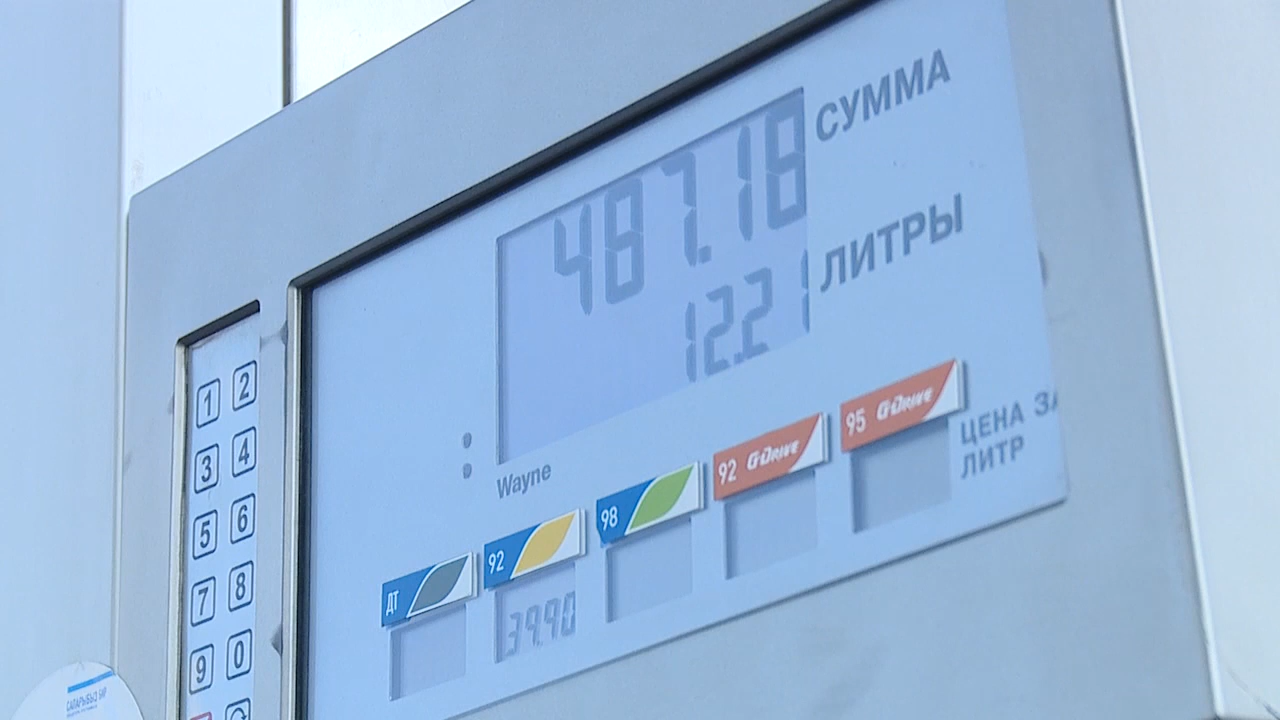 487.18 СУММА
12.21 ЛИТРЫ
Wayne
ДТ
92
98
92 G-DRIVE
95 G-DRIVE
ЦЕНА ЗА
ЛИТР
39.90
1 2
3 4
5 6
7 8
9 0